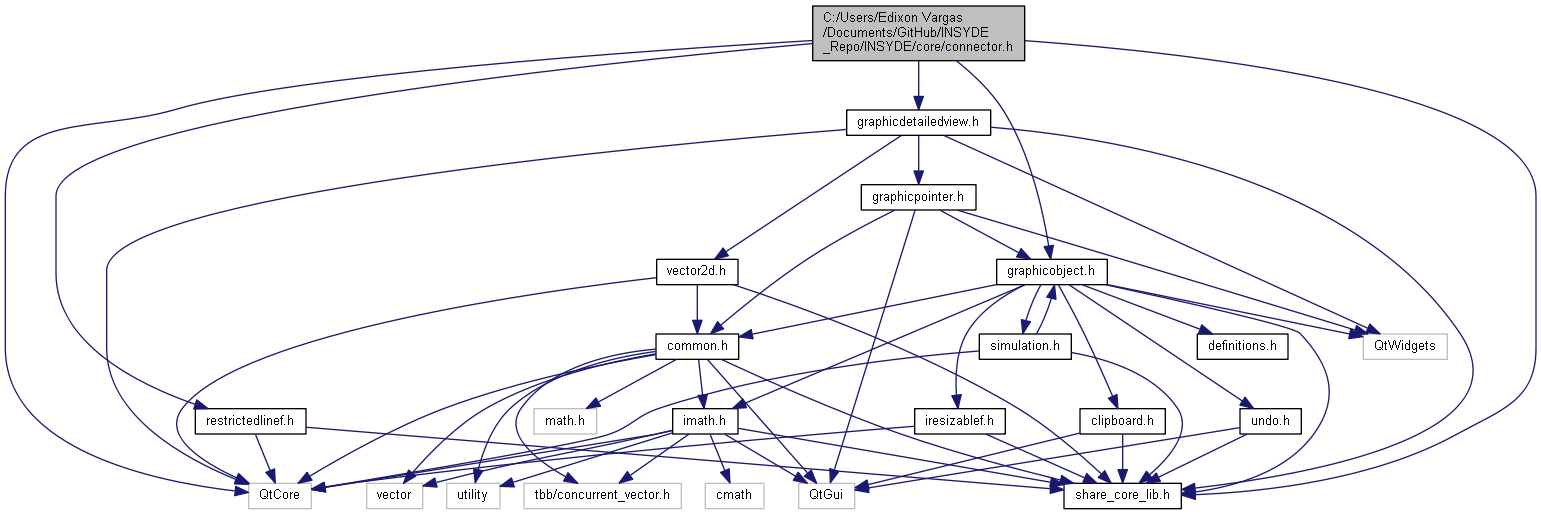 C:/Users/Edixon Vargas
/Documents/GitHub/INSYDE
_Repo/INSYDE/core/connector.h
graphicdetailedview.h
graphicpointer.h
vector2d.h
graphicobject.h
common.h
simulation.h
definitions.h
QtWidgets
restrictedlinef.h
math.h
imath.h
iresizablef.h
clipboard.h
undo.h
QtCore
vector
utility
tbb/concurrent_vector.h
cmath
QtGui
share_core_lib.h